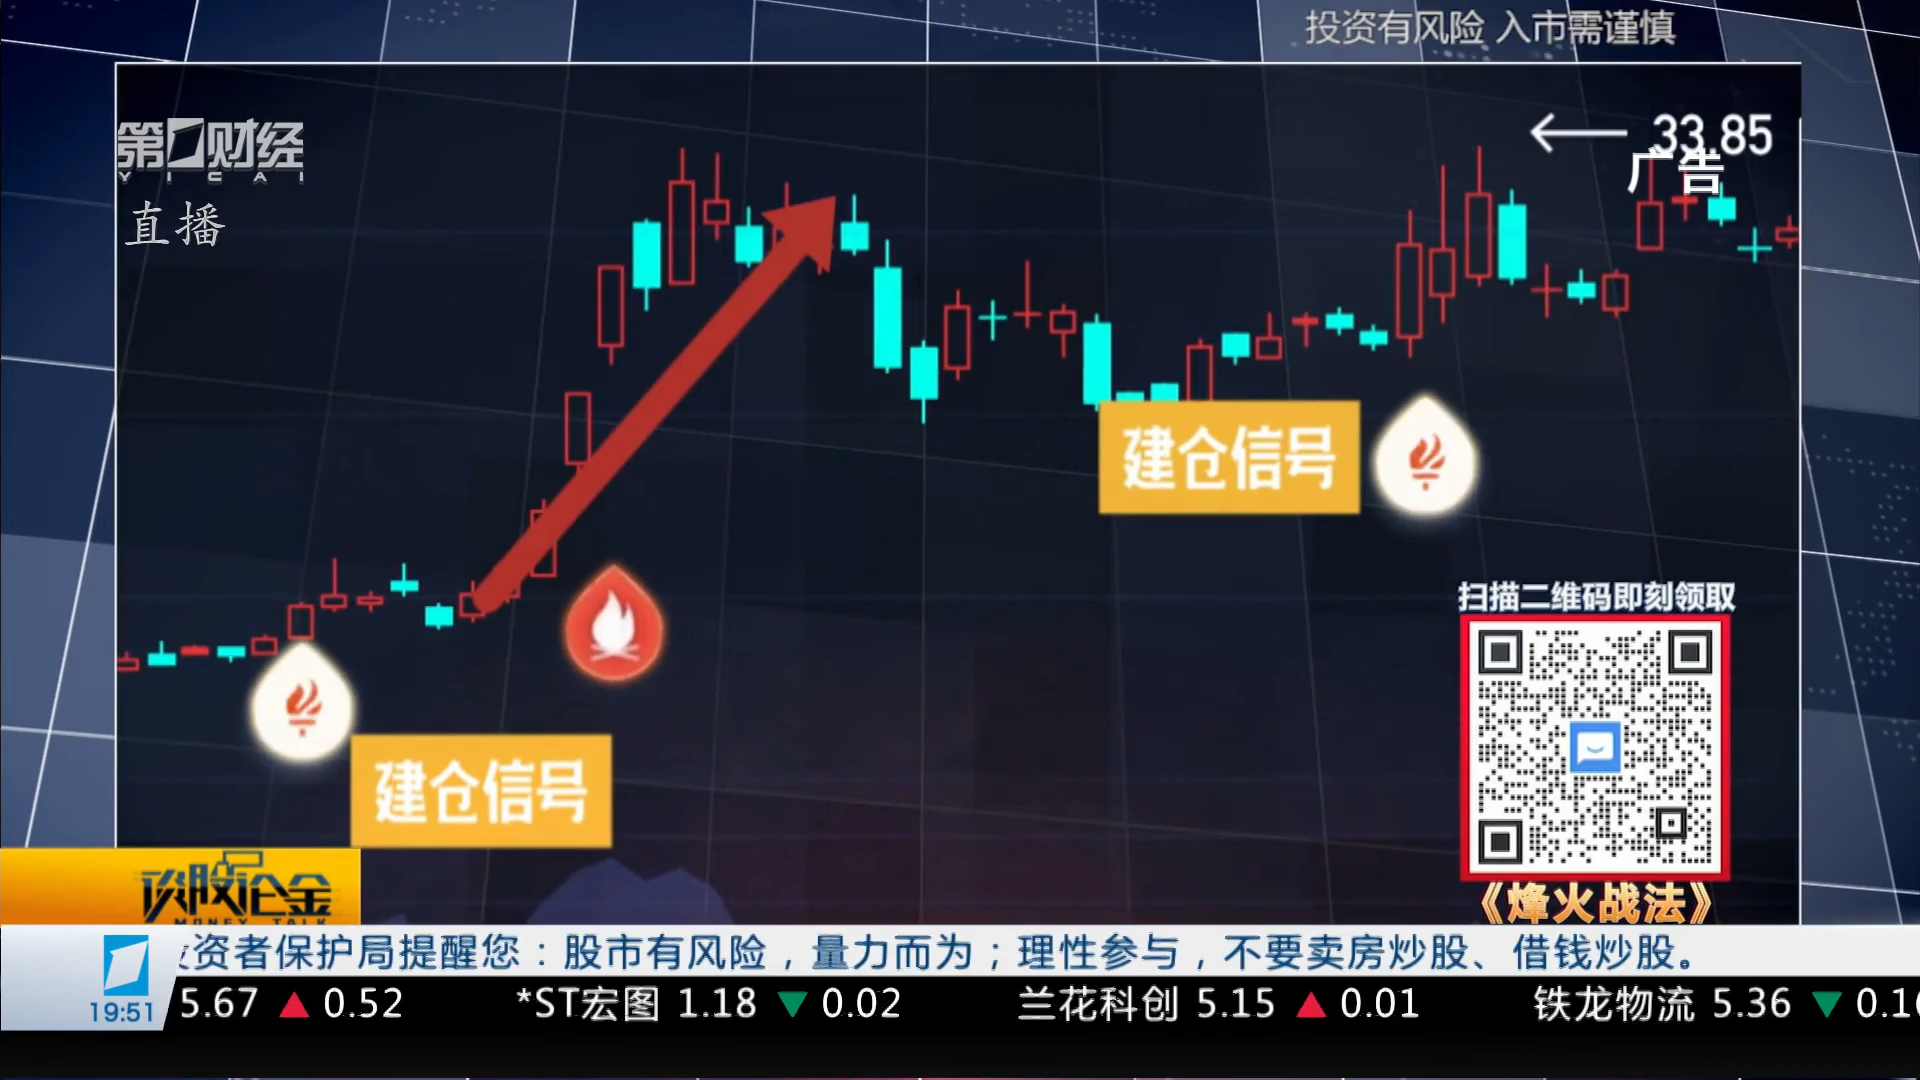 投资有风险 入市需谨慎
第一财经
YICAI
直播
33.85
广告
建仓信号
建仓信号
扫描二维码即刻领取
《烽火战法》
谈股论金
MONEY TALK
资者保护局提醒您：股市有风险，量力而为；理性参与，不要卖房炒股、借钱炒股。
19:51
5.67 ▲ 0.52 *ST宏图 1.18 ▼ 0.02 兰花科创 5.15 ▲ 0.01 铁龙物流 5.36 ▼ 0.1